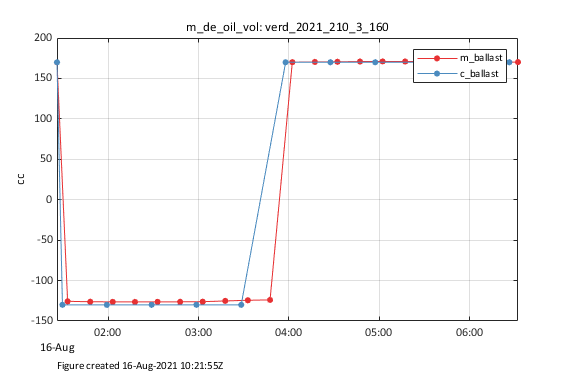 m_de_oil_vol: verd_2021_210_3_160
200
150
100
50
0
-50
-100
-150
cc
m_ballast
c_ballast
02:00 03:00 04:00 05:00 06:00
16-Aug
Figure created 16-Aug-2021 10:21:55Z